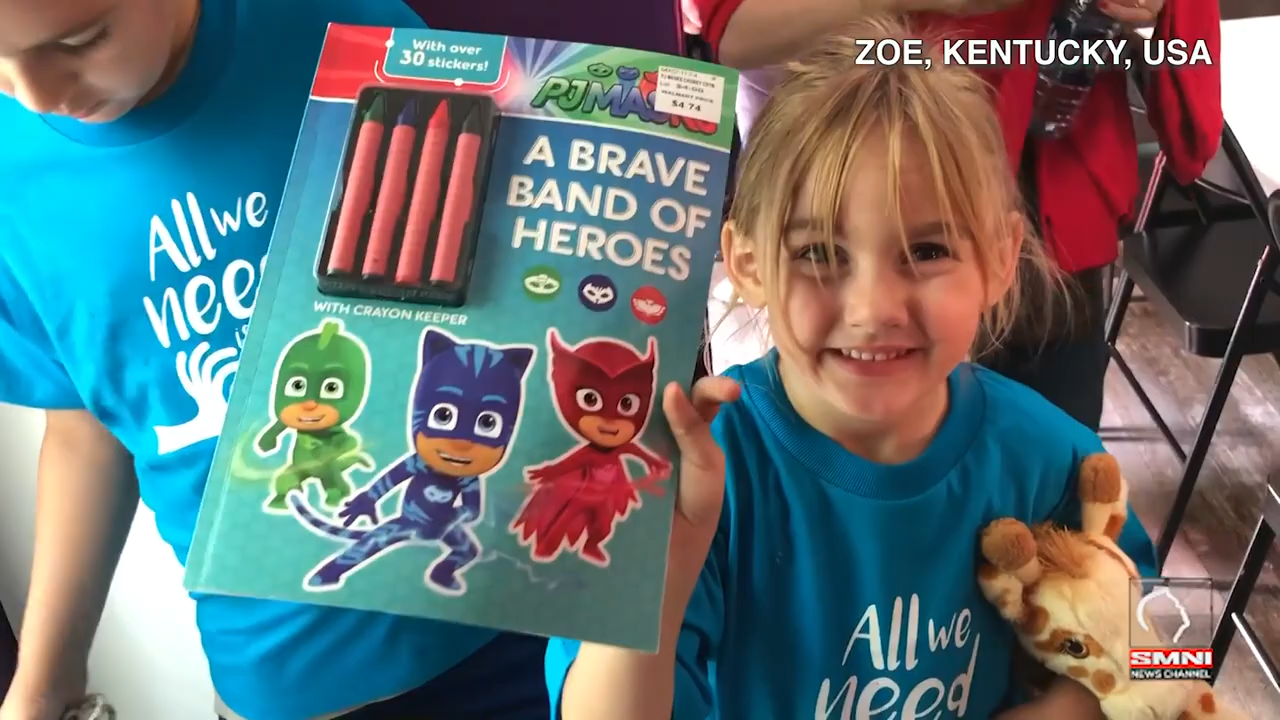 ZOE, KENTUCKY, USA
With over
30 stickers!
PJ MASKS
$4.74
A BRAVE
BAND OF
HEROES
WITH CRAYON KEEPER
All we
need
is
All we
need
SMNI
NEWS CHANNEL